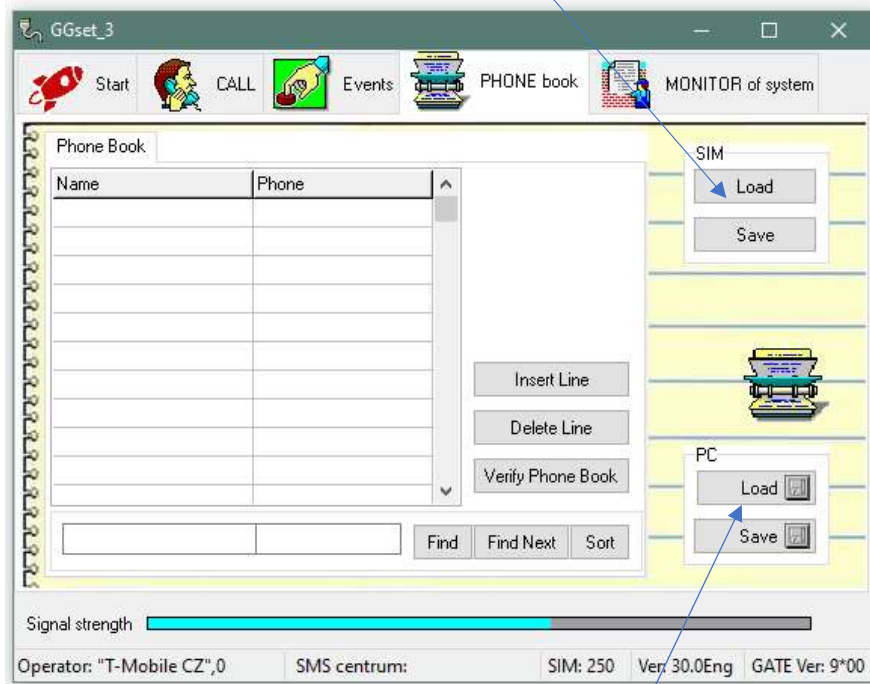 GGset_3
Start CALL Events PHONE book MONITOR of system
Phone Book
Name Phone
Insert Line
Delete Line
Verify Phone Book
Find Find Next Sort
SIM
Load
Save
PC
Load
Save
Signal strength
Operator: "T-Mobile CZ",0 SMS centrum: SIM: 250 Ver: 30.0Eng GATE Ver: 9*00